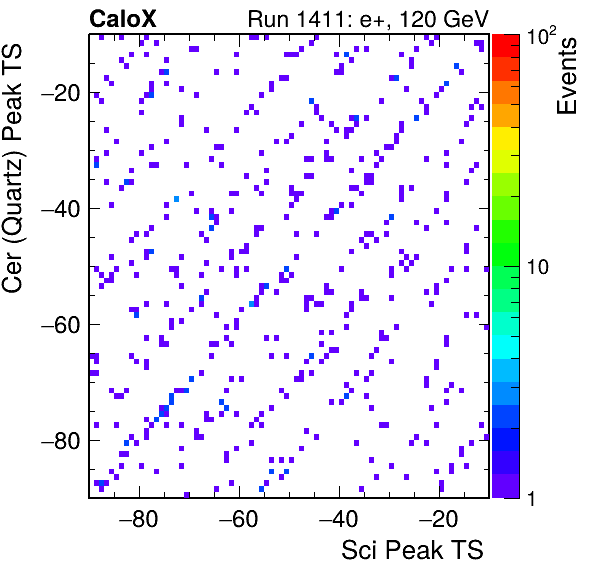 CaloX Run 1411: e+, 120 GeV
Cer (Quartz) Peak TS
−20
−40
−60
−80
−80 −60 −40 −20
Sci Peak TS
10²
10
1
Events